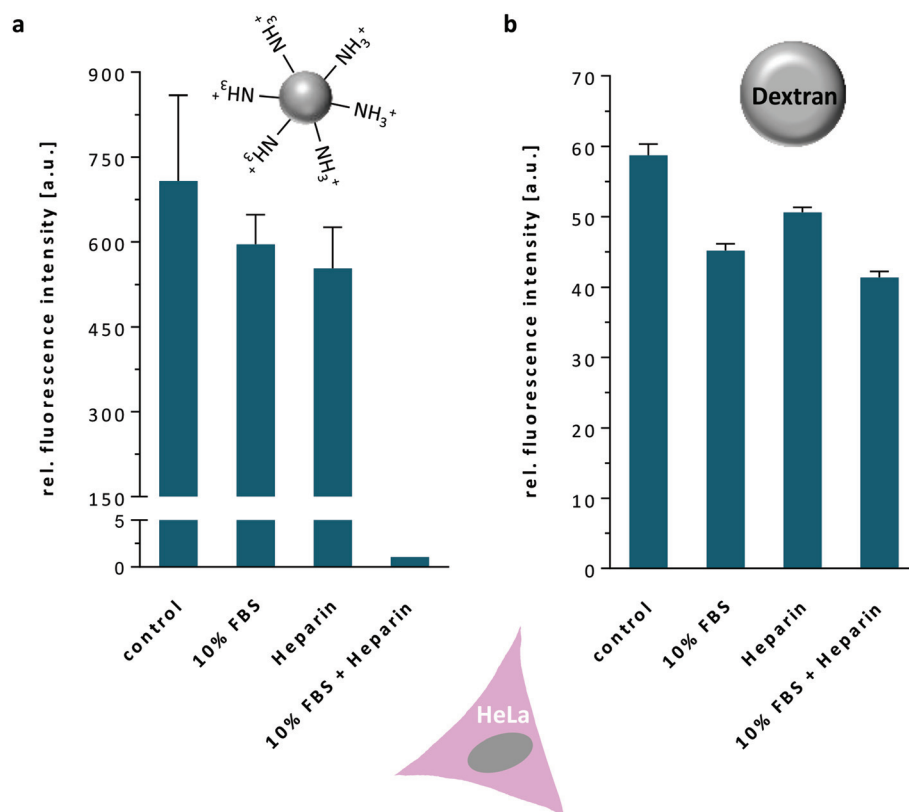 a
NH₃⁺
NH₃⁺
NH₃⁺
NH₃⁺
NH₃⁺
NH₃⁺
rel. fluorescence intensity [a.u.]
900
750
600
450
300
150
5
0
control
10% FBS
Heparin
10% FBS + Heparin
b
Dextran
rel. fluorescence intensity [a.u.]
70
60
50
40
30
20
10
0
control
10% FBS
Heparin
10% FBS + Heparin
HeLa